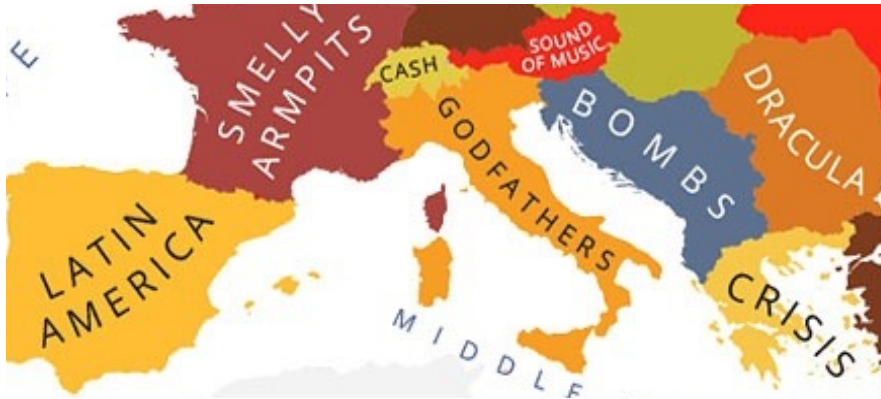 E
SMELLY
ARMPITS
CASH
SOUND
OF MUSIC
GODFATHERS
BOMBS
DRACULA
LATIN
AMERICA
CRISIS
MIDDLE